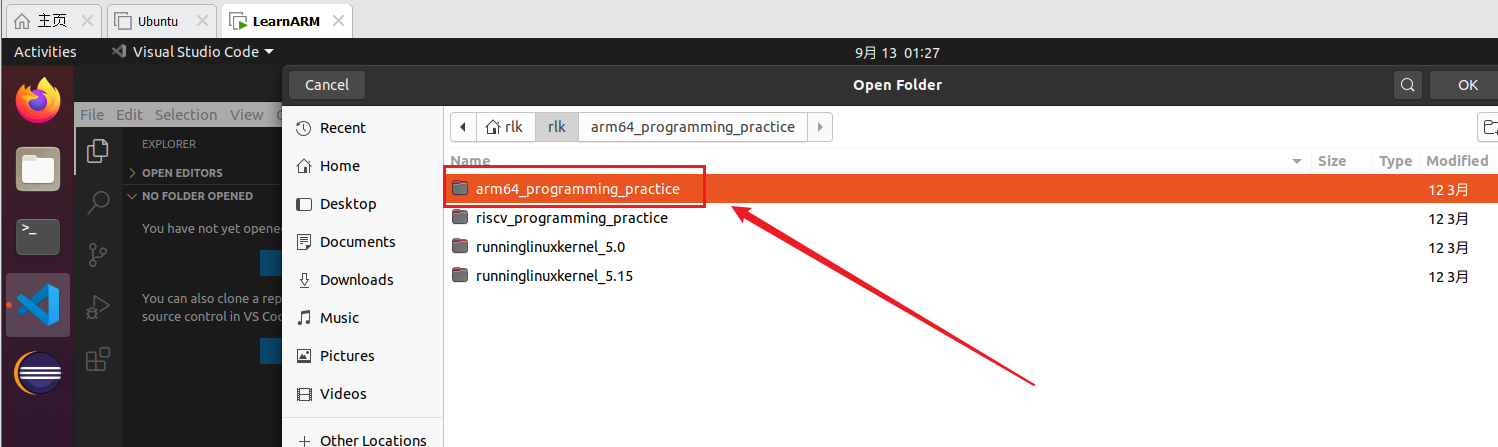 主页 Ubuntu LearnARM
Activities Visual Studio Code 9月 13 01:27
Cancel Open Folder OK
File Edit Selection View
Recent
Home
Desktop
Documents
Downloads
Music
Pictures
Videos
Other Locations
EXPLORER
OPEN EDITORS
NO FOLDER OPENED
You have not yet opene
You can also clone a rep
source control in VS Cod
rlk rlk arm64_programming_practice
Name Size Type Modified
arm64_programming_practice 12 3月
riscv_programming_practice 12 3月
runninglinuxkernel_5.0 12 3月
runninglinuxkernel_5.15 12 3月